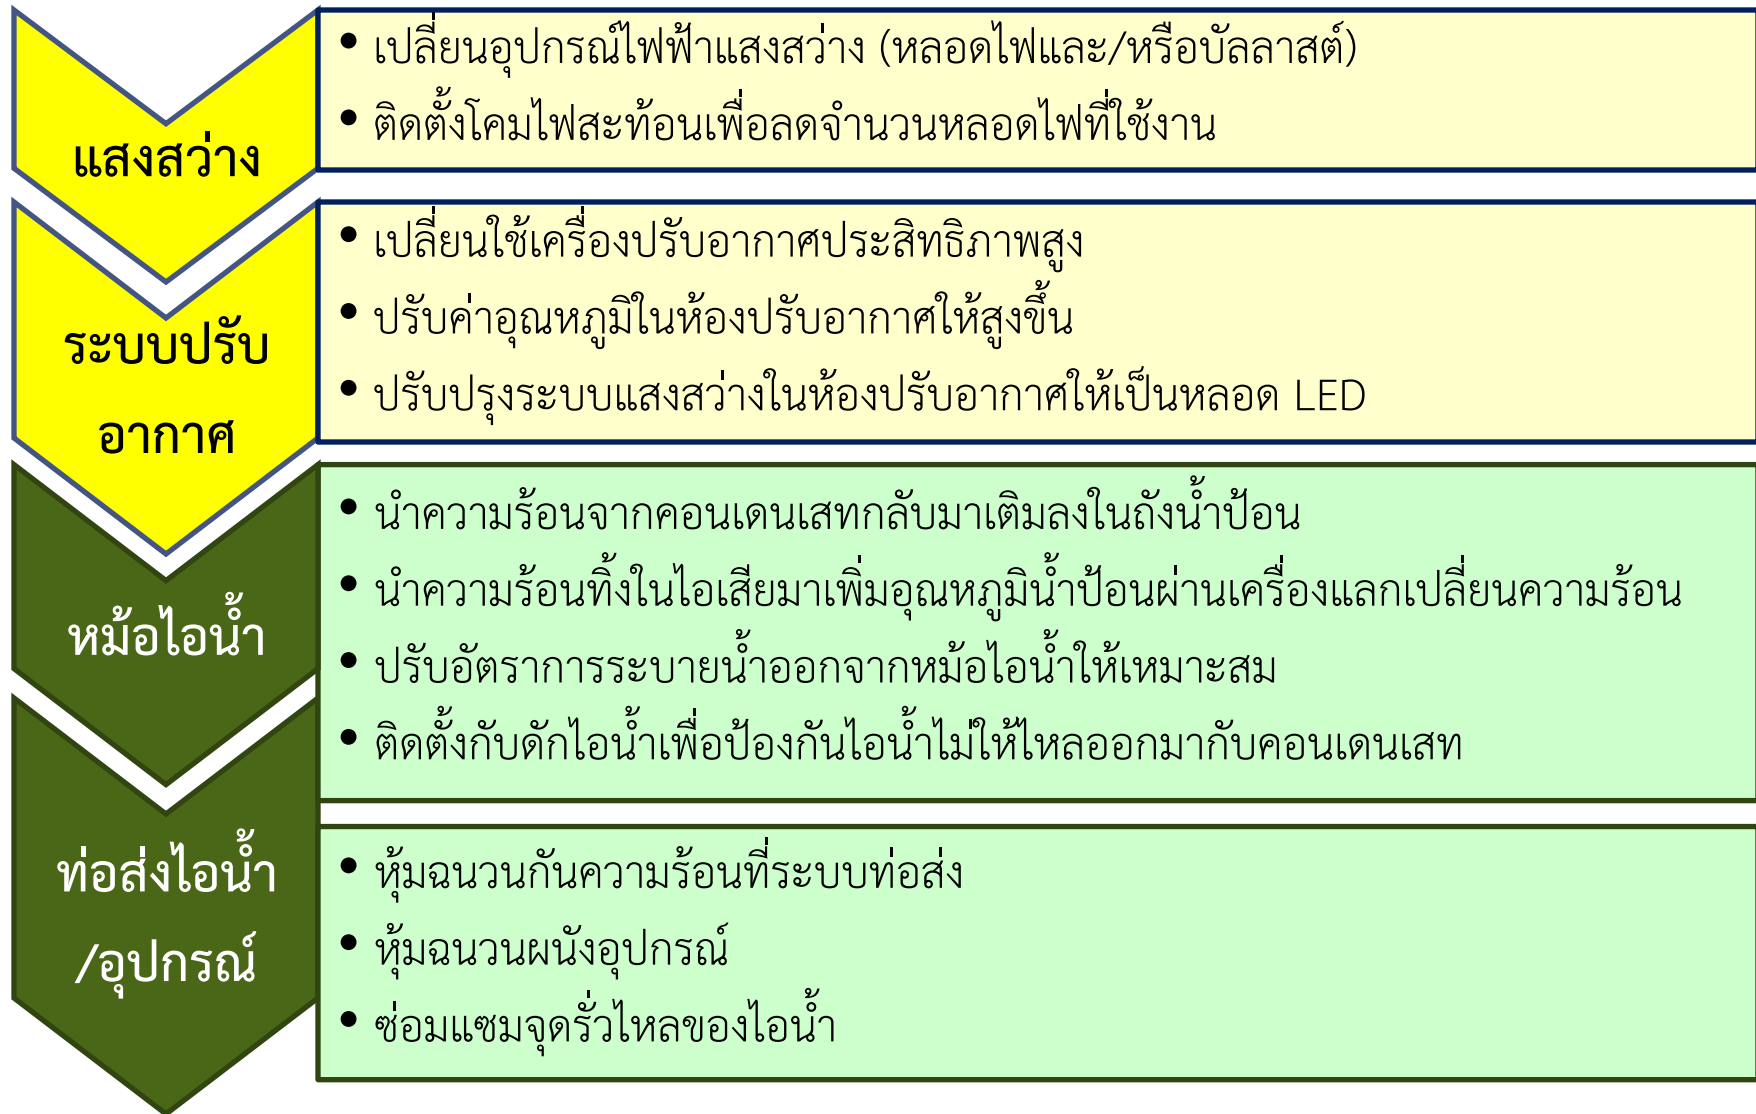 แสงสว่าง
• เปลี่ยนอุปกรณ์ไฟฟ้าแสงสว่าง (หลอดไฟและ/หรือบัลลาสต์)
• ติดตั้งโคมไฟสะท้อนเพื่อลดจำนวนหลอดไฟที่ใช้งาน
ระบบปรับ
อากาศ
• เปลี่ยนใช้เครื่องปรับอากาศประสิทธิภาพสูง
• ปรับค่าอุณหภูมิในห้องปรับอากาศให้สูงขึ้น
• ปรับปรุงระบบแสงสว่างในห้องปรับอากาศให้เป็นหลอด LED
หม้อไอน้ำ
• นำความร้อนจากคอนเดนเสทกลับมาเติมลงในถังน้ำป้อน
• นำความร้อนทิ้งในไอเสียมาเพิ่มอุณหภูมิน้ำป้อนผ่านเครื่องแลกเปลี่ยนความร้อน
• ปรับอัตราการระบายน้ำออกจากหม้อไอน้ำให้เหมาะสม
• ติดตั้งกับดักไอน้ำเพื่อป้องกันไอน้ำไม่ให้ไหลออกมากับคอนเดนเสท
ท่อส่งไอน้ำ
/อุปกรณ์
• หุ้มฉนวนกันความร้อนที่ระบบท่อส่ง
• หุ้มฉนวนผนังอุปกรณ์
• ซ่อมแซมจุดรั่วไหลของไอน้ำ